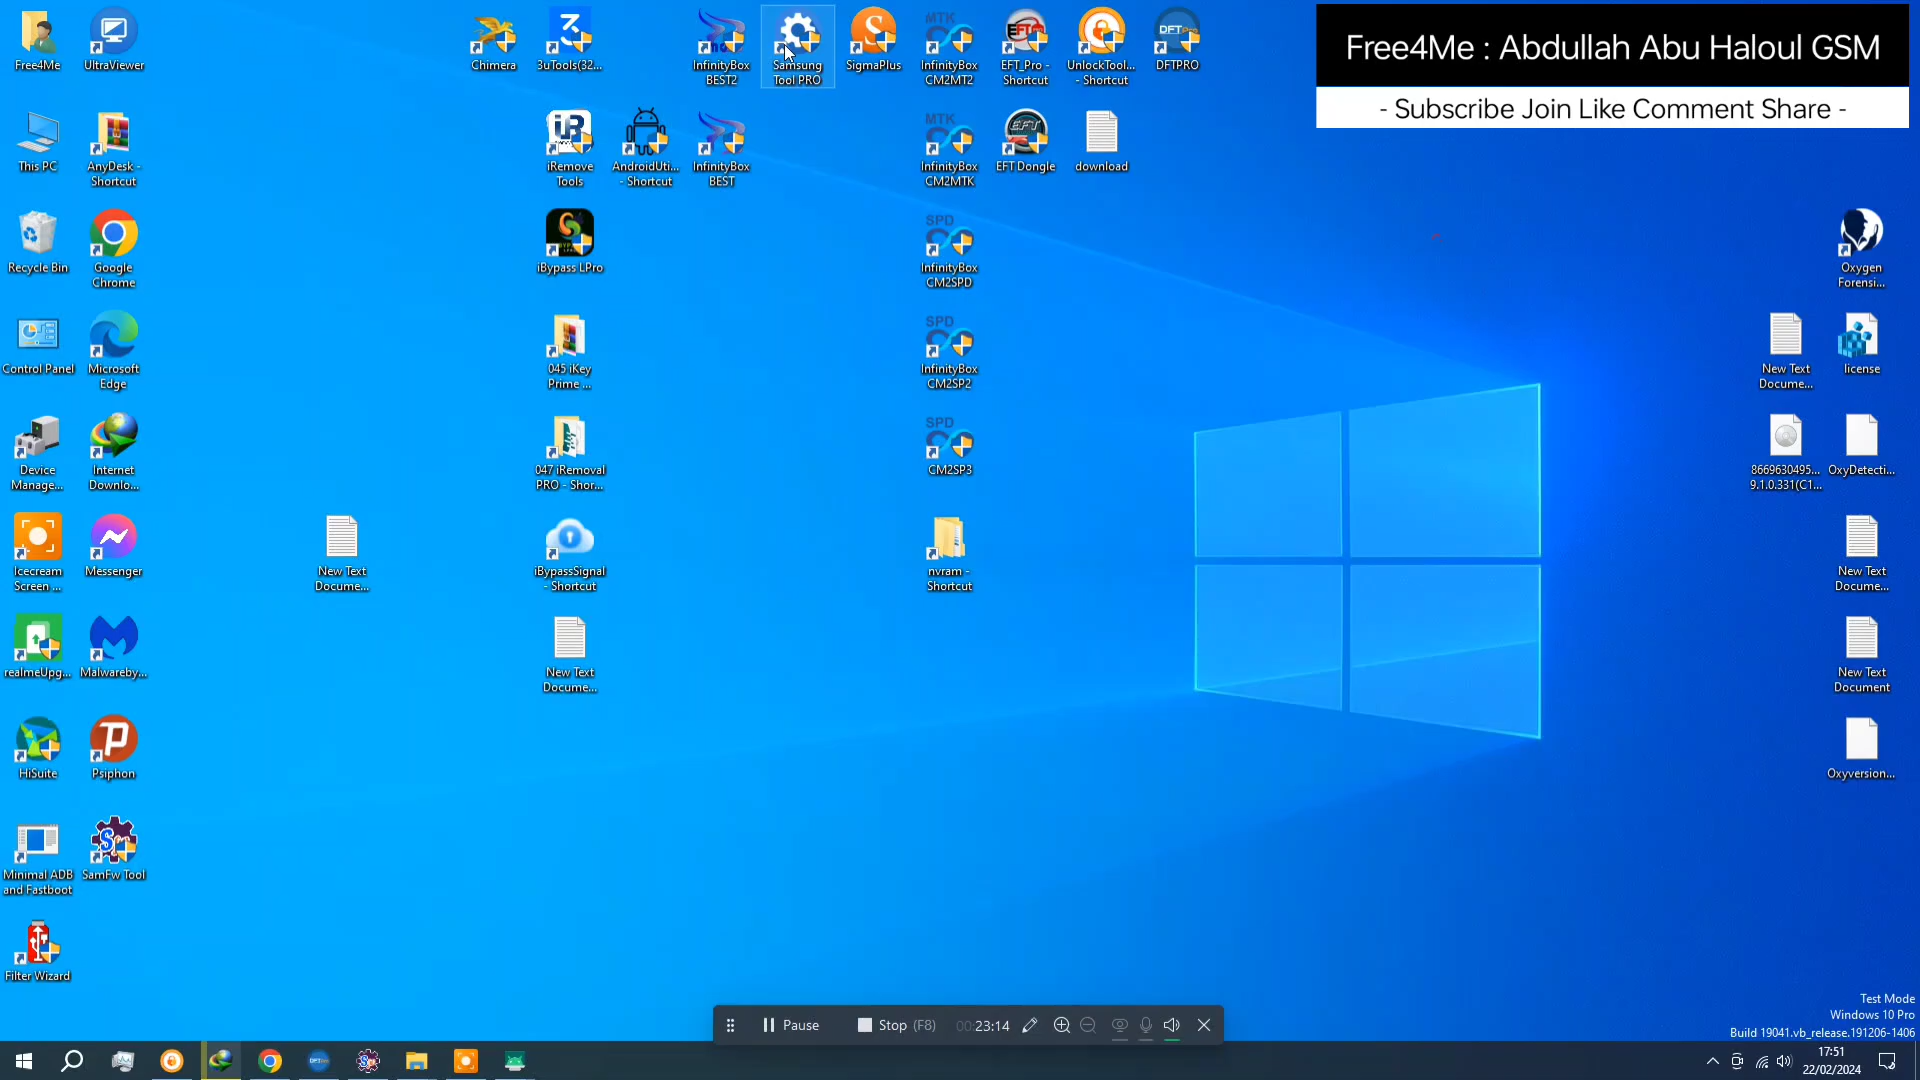 Free4Me
UltraViewer
Chimera
3uTools(32...
InfinityBox
BEST2
Samsung
Tool PRO
SigmaPlus
InfinityBox
CM2MT2
EFT_Pro -
Shortcut
UnlockTool...
- Shortcut
DFTPRO
Free4Me : Abdullah Abu Haloul GSM
- Subscribe Join Like Comment Share -
This PC
AnyDesk -
Shortcut
iRemove
Tools
AndroidUti...
- Shortcut
InfinityBox
BEST
InfinityBox
CM2MTK
EFT Dongle
download
Recycle Bin
Google
Chrome
iBypass LPro
InfinityBox
CM2SPD
Oxygen
Forensi...
Control Panel
Microsoft
Edge
045 iKey
Prime ...
InfinityBox
CM2SP2
New Text
Docume...
license
Device
Manage...
Internet
Downlo...
047 iRemoval
PRO - Shor...
CM2SP3
8669630495...
9.1.0.331(C1...
OxyDetecti...
Icecream
Screen ...
Messenger
New Text
Docume...
iBypassSignal
- Shortcut
nvram -
Shortcut
New Text
Docume...
realmeUpg...
Malwareby...
New Text
Docume...
New Text
Document
HiSuite
Psiphon
Oxyversion...
Minimal ADB
and Fastboot
SamFw Tool
Filter Wizard
Test Mode
Windows 10 Pro
Build 19041.vb_release.191206-1406
Pause
Stop (F8)
00:23:14
17:51
22/02/2024